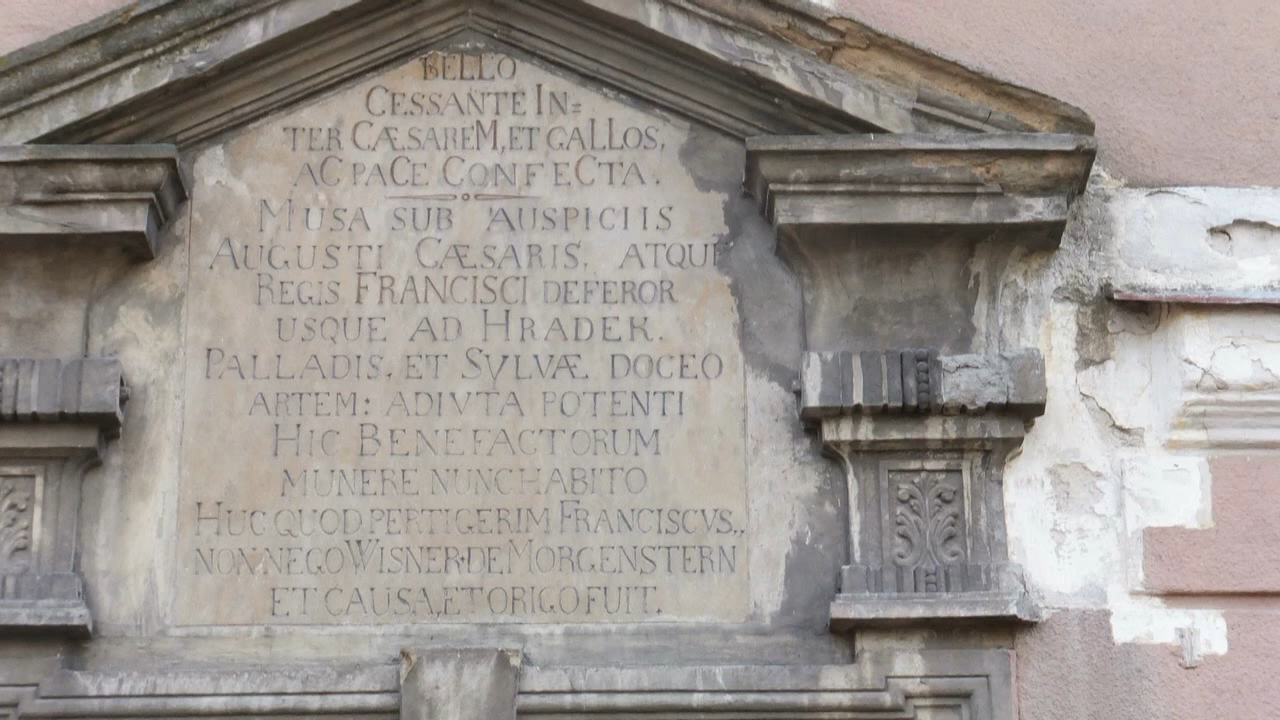 BELLO
CESSANTE IN=
TER CÆSAREM, ET GALLOS,
AC PACE CONFECTA.
MUSA SUB AUSPICIIS
AUGUSTI CÆSARIS, ATQUE
REGIS FRANCISCI DEFEROR
USQUE AD HRADEK.
PALLADIS, ET SYLVÆ DOCEO
ARTEM: ADIVTA POTENTI
HIC BENEFACTORUM
MUNERE NUNC HABITO
HUC QUOD PERTIGERIM FRANCISCVS,,
NON NEGO WISNER·DE MORGENSTERN
ET CAUSA, ET ORIGO FUIT.